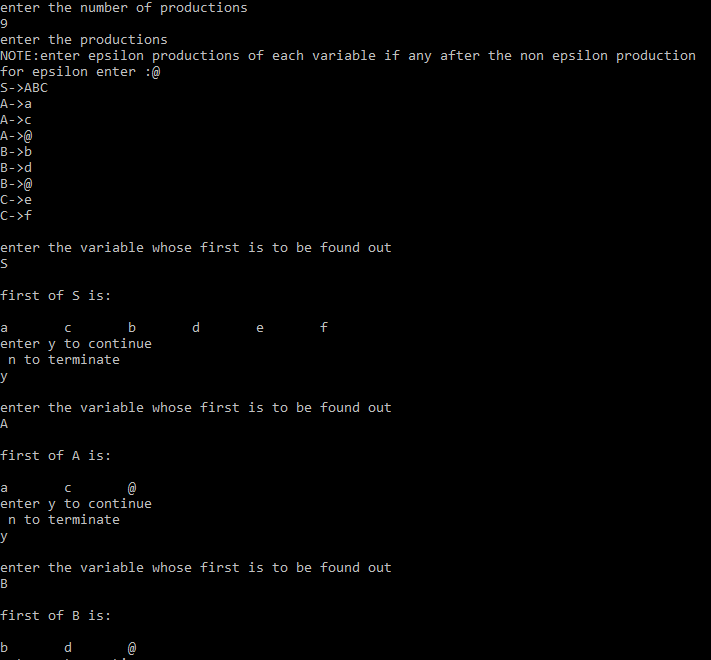 enter the number of productions
9
enter the productions
NOTE:enter epsilon productions of each variable if any after the non epsilon production
for epsilon enter :@
S->ABC
A->a
A->c
A->@
B->b
B->d
B->@
C->e
C->f
enter the variable whose first is to be found out
S
first of S is:
a c b d e f
enter y to continue
n to terminate
y
enter the variable whose first is to be found out
A
first of A is:
a c @
enter y to continue
n to terminate
y
enter the variable whose first is to be found out
B
first of B is:
b d @